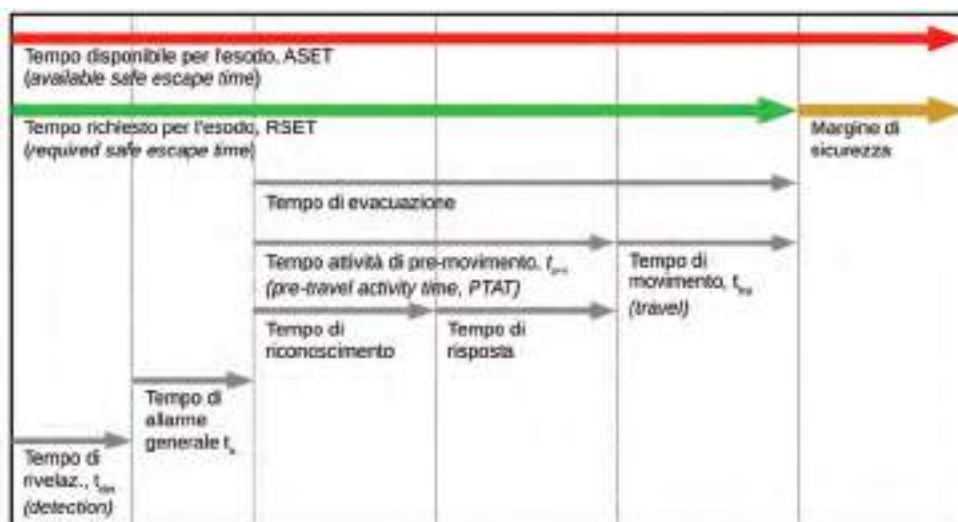 Tempo disponibile per l'esodo, ASET
(available safe escape time)
Tempo richiesto per l'esodo, RSET
(required safe escape time)
Margine di
sicurezza
Tempo di evacuazione
Tempo attività di pre-movimento, t
(pre-travel activity time, PTAT)
Tempo di
movimento, t tra
(travel)
Tempo di
riconoscimento
Tempo di
risposta
Tempo di
allarme
generale t a
Tempo di
rivelaz., t det
(detection)